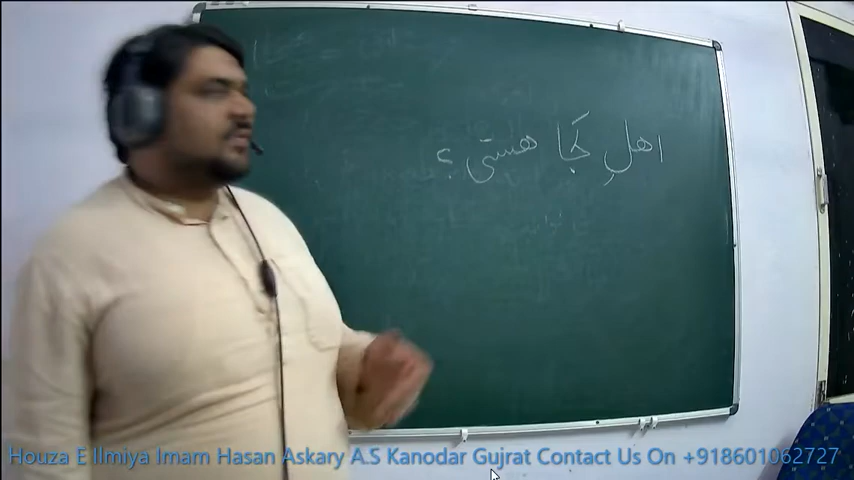 اهلِ کجا هستی؟
Houza E Ilmiya Imam Hasan Askary A.S Kanodar Gujrat Contact Us On +918601062727